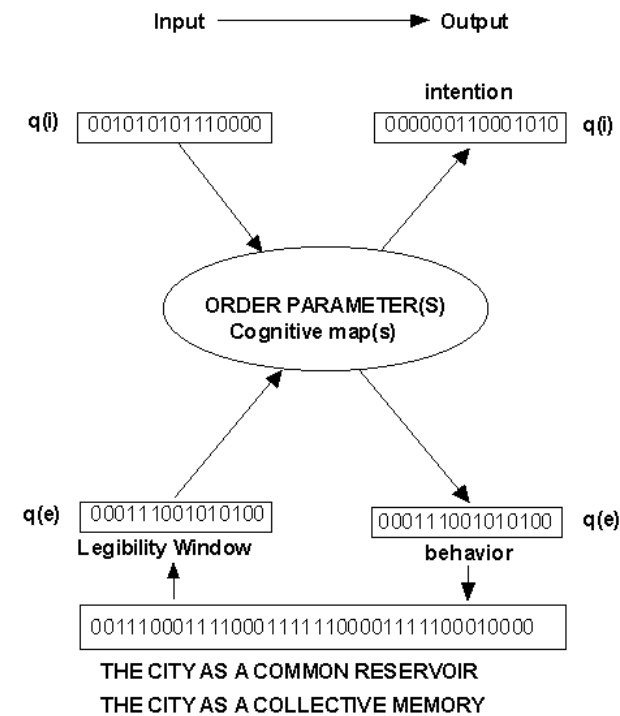 Input Output
intention
q(i) 001010101110000 000000110001010 q(i)
ORDER PARAMETER(S)
Cognitive map(s)
q(e) 000111001010100 000111001010100 q(e)
Legibility Window behavior
001110001111000111111100001111100010000
THE CITY AS A COMMON RESERVOIR
THE CITY AS A COLLECTIVE MEMORY